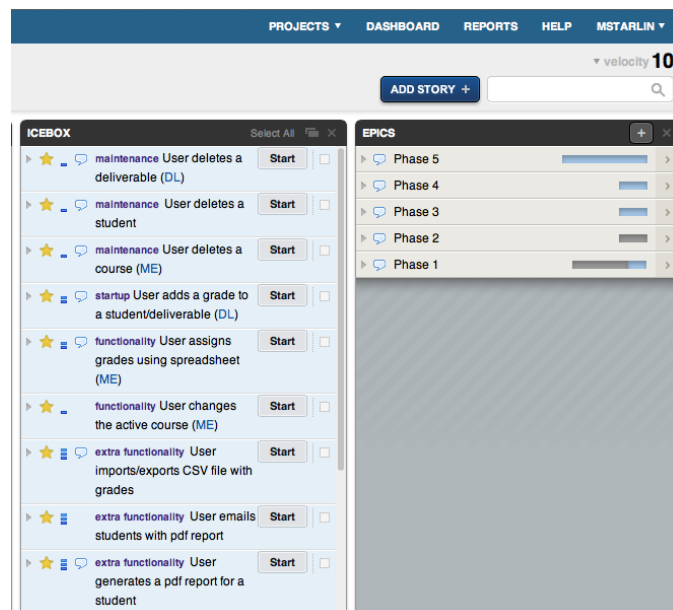 PROJECTS DASHBOARD REPORTS HELP MSTARLIN
velocity 10
ADD STORY +
ICEBOX Select All
maintenance User deletes a Start
deliverable (DL)
maintenance User deletes a Start
student
maintenance User deletes a Start
course (ME)
startup User adds a grade to Start
a student/deliverable (DL)
functionality User assigns Start
grades using spreadsheet
(ME)
functionality User changes Start
the active course (ME)
extra functionality User Start
imports/exports CSV file with
grades
extra functionality User emails Start
students with pdf report
extra functionality User Start
generates a pdf report for a
student
EPICS +
Phase 5
Phase 4
Phase 3
Phase 2
Phase 1